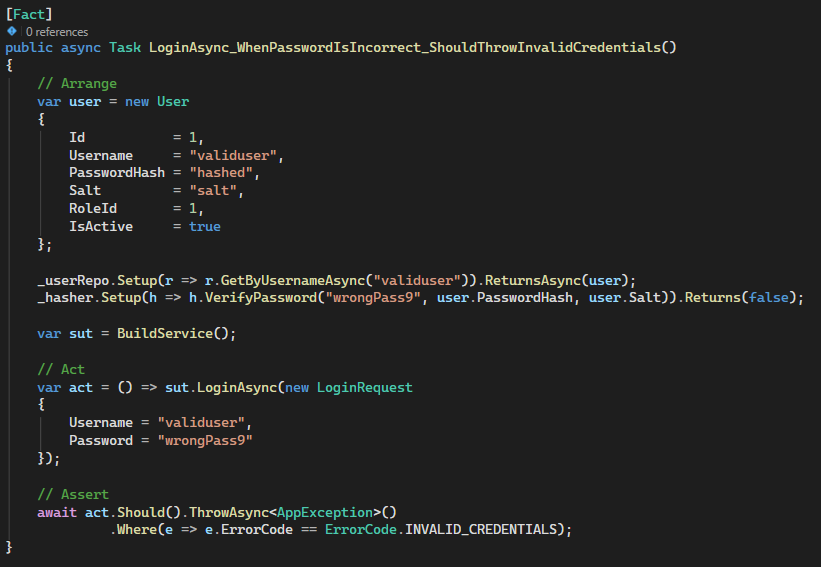 [Fact]
0 references
public async Task LoginAsync_WhenPasswordIsIncorrect_ShouldThrowInvalidCredentials()
{
    // Arrange
    var user = new User
    {
        Id           = 1,
        Username     = "validuser",
        PasswordHash = "hashed",
        Salt         = "salt",
        RoleId       = 1,
        IsActive     = true
    };

    _userRepo.Setup(r => r.GetByUsernameAsync("validuser")).ReturnsAsync(user);
    _hasher.Setup(h => h.VerifyPassword("wrongPass9", user.PasswordHash, user.Salt)).Returns(false);

    var sut = BuildService();

    // Act
    var act = () => sut.LoginAsync(new LoginRequest
    {
        Username = "validuser",
        Password = "wrongPass9"
    });

    // Assert
    await act.Should().ThrowAsync<AppException>()
             .Where(e => e.ErrorCode == ErrorCode.INVALID_CREDENTIALS);
}